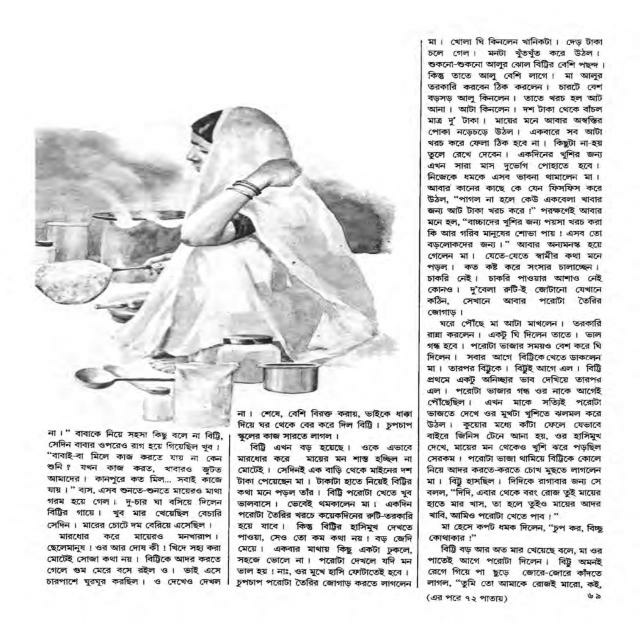 না।” বাবাকে নিয়ে সহসা কিছু বলে না বিট্টি,
সেদিন বাবার ওপরেও রাগ হয়ে গিয়েছিল খুব।
“বাবাই-বা মিলে কাজ করতে যায় না কেন
শুনি ? যখন কাজ করত, খাবারও জুটত
আমাদের। কানপুরে কত মিল... সবাই কাজে
যায়।” ব্যস, এসব শুনতে-শুনতে মায়েরও মাথা
গরম হয়ে গেল। দু-চার ঘা বসিয়ে দিলেন
বিট্টির গায়ে। খুব মার খেয়েছিল বেচারি
সেদিন। মারের চোটে দম বেরিয়ে এসেছিল।
মারধোর করে মায়েরও মনখারাপ।
ছেলেমানুষ ! ওর আর দোষ কী ! খিদে সহ্য করা
মোটেই সোজা কথা নয়। বিট্টিকে আদর করতে
গেলে গুম মেরে বসে রইল ও। ভাই এসে
চারপাশে ঘুরঘুর করছিল। ও দেখেও দেখল
না। শেষে, বেশি বিরক্ত করায়, ভাইকে ধাক্কা
দিয়ে ঘর থেকে বের করে দিল বিট্টি। চুপচাপ
স্কুলের কাজ সারতে লাগল।
বিট্টি এখন বড় হয়েছে। ওকে এভাবে
মারধোর করে মায়ের মন শান্ত হচ্ছিল না
মোটেই। সেদিনই এক বাড়ি থেকে মাইনের দশ
টাকা পেয়েছেন মা। টাকাটা হাতে নিয়েই বিট্টির
কথা মনে পড়ল তাঁর। বিট্টি পরোটা খেতে খুব
ভালবাসে। ভেবেই থমকালেন মা। একদিন
পরোটা তৈরির খরচে কয়েকদিনের রুটি-তরকারি
হয়ে যাবে। কিন্তু বিট্টির হাসিমুখ দেখতে
পাওয়া, সেও তো কম কথা নয় ! বড় জেদি
মেয়ে। একবার মাথায় কিছু একটা ঢুকলে,
সহজে ভোলে না। পরোটা দেখলে যদি মন
ভাল হয় ! নাঃ, ওর মুখে হাসি ফোটাতেই হবে।
চুপচাপ পরোটা তৈরির জোগাড় করতে লাগলেন
মা। খোলা ঘি কিনলেন খানিকটা। দেড় টাকা
চলে গেল। মনটা খুঁতখুঁত করে উঠল।
শুকনো-শুকনো আলুর ঝোল বিট্টির বেশি পছন্দ।
কিন্তু তাতে আলু বেশি লাগে। মা আলুর
তরকারি করবেন ঠিক করলেন। চারটে বেশ
বড়সড় আলু কিনলেন। তাতে খরচ হল আট
আনা। আটা কিনলেন। দশ টাকা থেকে বাঁচল
মাত্র দু’ টাকা। মায়ের মনে আবার অস্বস্তির
পোকা নড়েচড়ে উঠল। একবারে সব আটা
খরচ করে ফেলা ঠিক হবে না। কিছুটা না-হয়
তুলে রেখে দেবেন। একদিনের খুশির জন্য
এখন সারা মাস দুর্ভোগ পোহাতে হবে।
নিজেকে ধমকে এসব ভাবনা থামালেন মা।
আবার কানের কাছে কে যেন ফিসফিস করে
উঠল, “পাগল না হলে কেউ একবেলা খাবার
জন্য আট টাকা খরচ করে !” পরক্ষণেই আবার
মনে হল, “বাচ্চাদের খুশির জন্য পয়সা খরচ করা
কি আর গরিব মানুষের শোভা পায় ! এসব তো
বড়লোকদের জন্য।” আবার অন্যমনস্ক হয়ে
গেলেন মা। যেতে-যেতে স্বামীর কথা মনে
পড়ল। কত কষ্ট করে সংসার চালাচ্ছেন।
চাকরি নেই। চাকরি পাওয়ার আশাও নেই
কোনও। দু’বেলা রুটি-ই জোটানো যেখানে
কঠিন, সেখানে আবার পরোটা তৈরির
জোগাড় !
ঘরে পৌঁছে মা আটা মাখলেন। তরকারি
রান্না করলেন। একটু ঘি দিলেন তাতে। ভাল
গন্ধ হবে। পরোটা ভাজার সময়ও বেশ করে ঘি
দিলেন। সবার আগে বিট্টিকে খেতে ডাকলেন
মা। তারপর বিট্টুকে। বিট্টুই আগে এল। বিট্টি
প্রথমে একটু অনিচ্ছার ভাব দেখিয়ে তারপর
এল। পরোটা ভাজার গন্ধ ওর নাকে আগেই
পৌঁছেছিল। এখন মাকে সত্যিই পরোটা
ভাজতে দেখে ওর মুখটা খুশিতে ঝলমল করে
উঠল। কুয়োর মধ্যে কাঁটা ফেলে যেভাবে
বাইরে জিনিস টেনে আনা হয়, ওর হাসিমুখ
দেখে, মায়ের মন থেকেও খুশি ঝরে পড়ছিল
সেরকম। পরোটা ভাজা থামিয়ে বিট্টিকে কোলে
নিয়ে আদর করতে-করতে চোখ মুছতে লাগলেন
মা। বিট্টু হাসছিল। দিদিকে রাগাবার জন্য সে
বলল, “দিদি, এবার থেকে বরং রোজ তুই মায়ের
হাতে মার খাস, তা হলে তুইও মায়ের আদর
খাবি, আমিও পরোটা খেতে পাব।”
মা হেসে কপট ধমক দিলেন, “চুপ কর, বিচ্ছু
কোথাকার !”
বিট্টি বড় আর অত মার খেয়েছে বলে, মা ওর
পাতেই আগে পরোটা দিলেন। বিট্টু অমনই
রেগে গিয়ে পা ছুড়ে জোরে-জোরে কাঁদতে
লাগল, “তুমি তো আমাকে রোজই মারো, কই,
(এর পরে ৭২ পাতায়)
৬৯